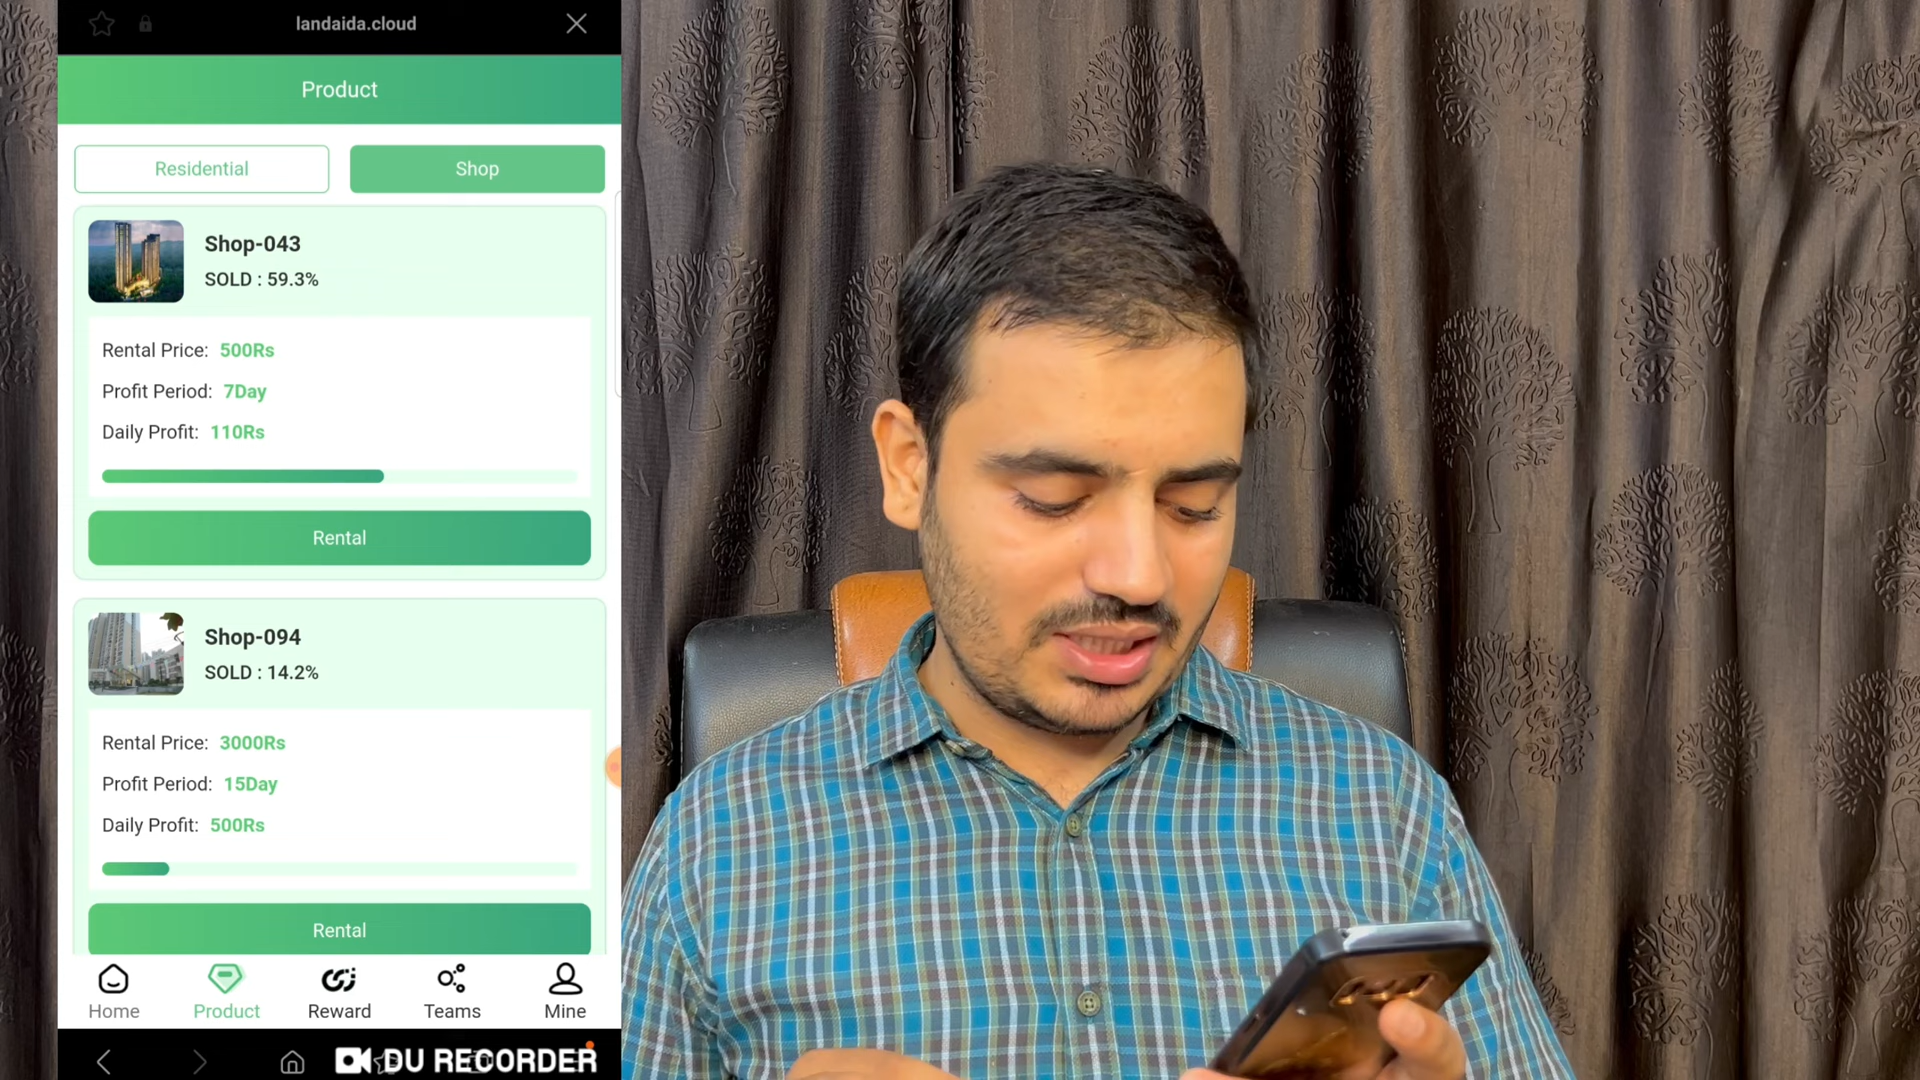 landaida.cloud
Product
Residential
Shop
Shop-043
SOLD : 59.3%
Rental Price: 500Rs
Profit Period: 7Day
Daily Profit: 110Rs
Rental
Shop-094
SOLD : 14.2%
Rental Price: 3000Rs
Profit Period: 15Day
Daily Profit: 500Rs
Rental
Home
Product
Reward
Teams
Mine
DU RECORDER